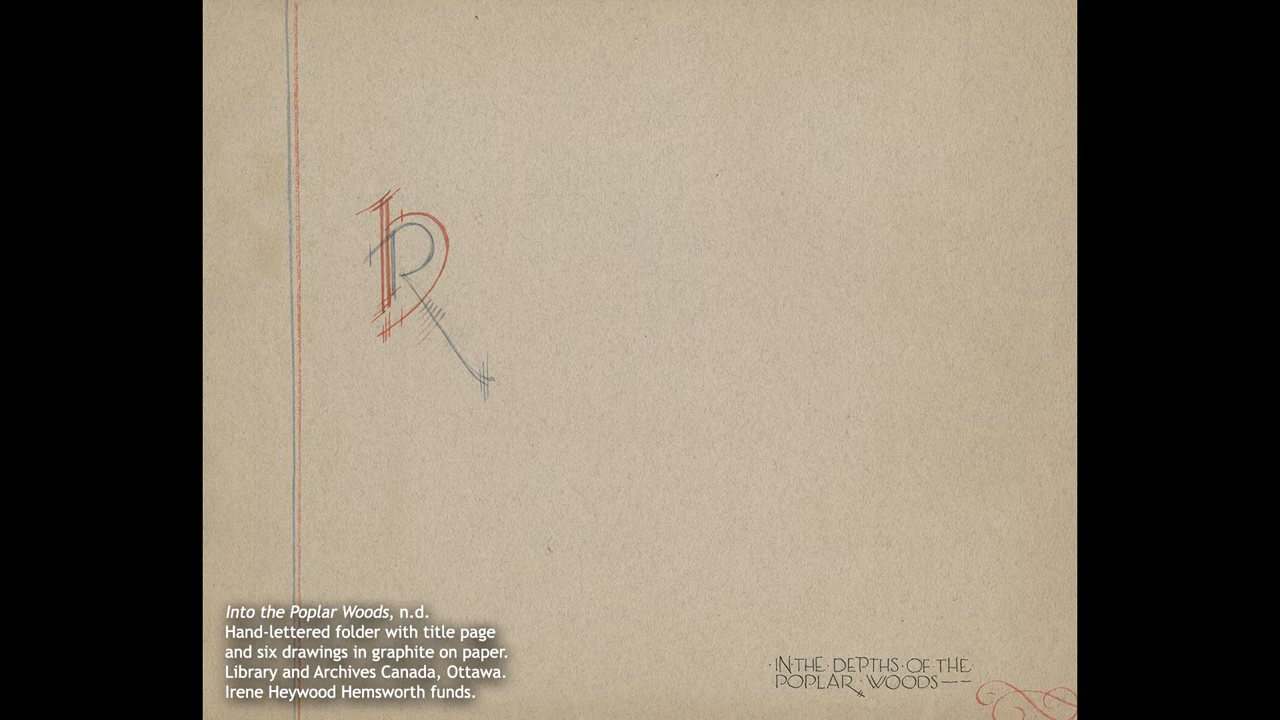 R
·IN·THE·DEPTHS·OF·THE·
POPLAR·WOODS——
Into the Poplar Woods, n.d.
Hand-lettered folder with title page
and six drawings in graphite on paper.
Library and Archives Canada, Ottawa.
Irene Heywood Hemsworth funds.